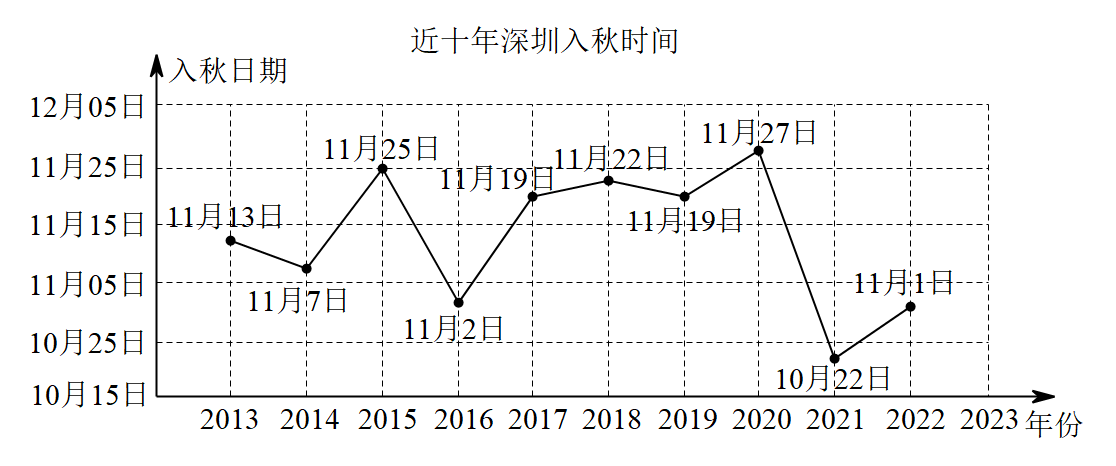 近十年深圳入秋时间
入秋日期
12月05日
11月25日
11月15日
11月05日
10月25日
10月15日
11月13日
11月7日
11月25日
11月2日
11月19日
11月22日
11月19日
11月27日
10月22日
11月1日
2013 2014 2015 2016 2017 2018 2019 2020 2021 2022 2023 年份